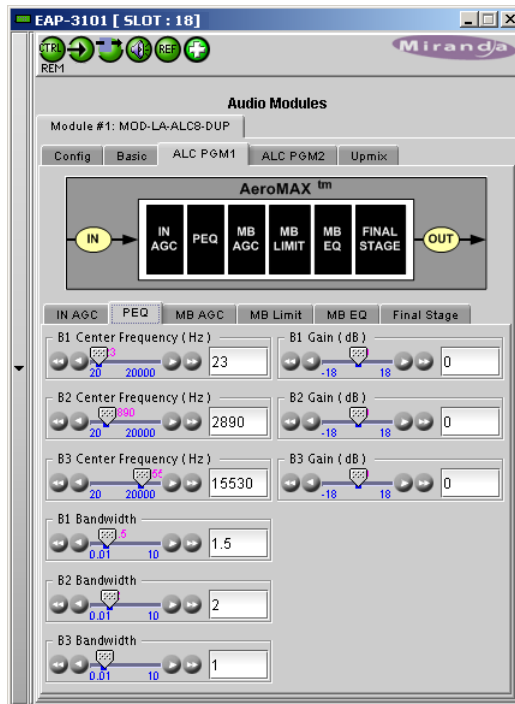 EAP-3101 [ SLOT : 18]
CTRL REF
REM
Miranda
Audio Modules
Module #1: MOD-LA-ALC8-DUP
Config Basic ALC PGM1 ALC PGM2 Upmix
AeroMAX tm
IN
IN AGC
PEQ
MB AGC
MB LIMIT
MB EQ
FINAL STAGE
OUT
IN AGC PEQ MB AGC MB Limit MB EQ Final Stage
B1 Center Frequency ( Hz )
23
20 20000
B1 Gain ( dB )
0
-18 18
B2 Center Frequency ( Hz )
2890
20 20000
B2 Gain ( dB )
0
-18 18
B3 Center Frequency ( Hz )
15530
20 20000
B3 Gain ( dB )
0
-18 18
B1 Bandwidth
1.5
0.01 10
B2 Bandwidth
2
0.01 10
B3 Bandwidth
1
0.01 10